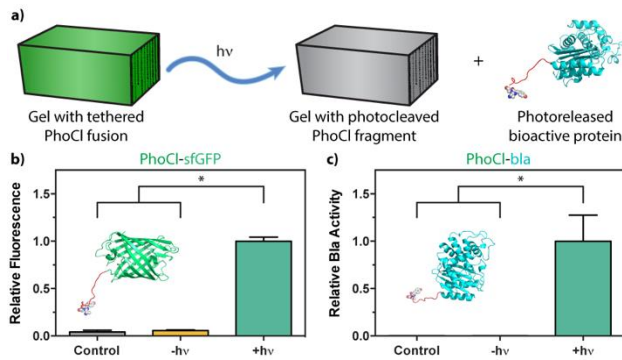 a)
hν
+
Gel with tethered
PhoCl fusion
Gel with photocleaved
PhoCl fragment
Photoreleased
bioactive protein
b)
PhoCl-sfGFP
Relative Fluorescence
1.5
1.0
0.5
0.0
*
Control
-hν
+hν
c)
PhoCl-bla
Relative Bla Activity
1.5
1.0
0.5
0.0
*
Control
-hν
+hν